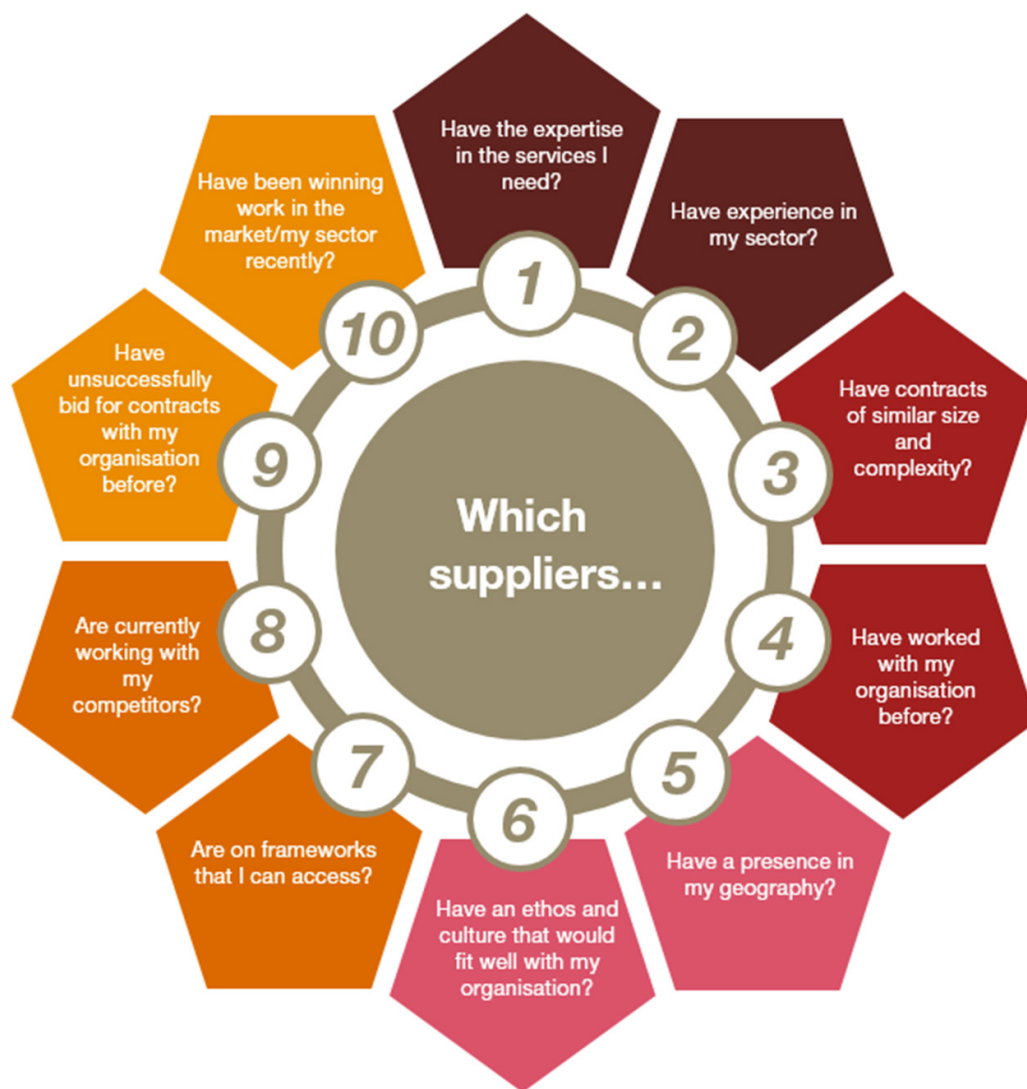 Which
suppliers...
1
Have the expertise
in the services I
need?
2
Have experience in
my sector?
3
Have contracts
of similar size
and
complexity?
4
Have worked
with my
organisation
before?
5
Have a presence in
my geography?
6
Have an ethos and
culture that would
fit well with my
organisation?
7
Are on frameworks
that I can access?
8
Are currently
working with
my
competitors?
9
Have
unsuccessfully
bid for contracts
with my
organisation
before?
10
Have been winning
work in the
market/my sector
recently?